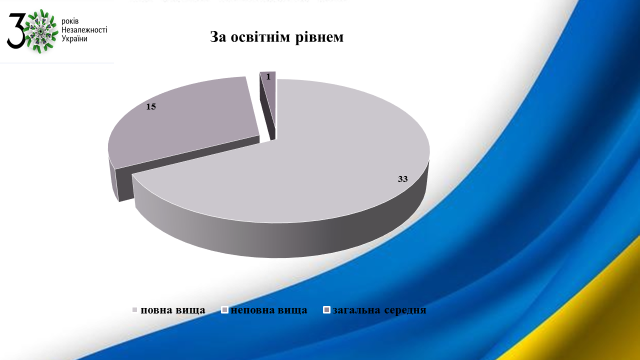 30 років
Незалежності
України
За освітнім рівнем
1
15
33
повна вища неповна вища загальна середня